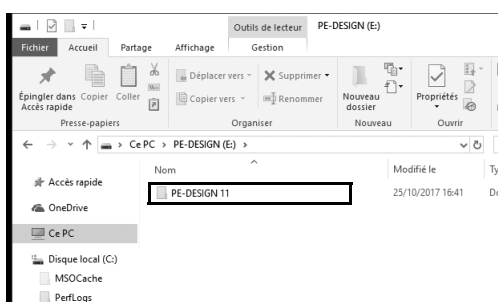 Outils de lecteur PE-DESIGN (E:)
Fichier Accueil Partage Affichage Gestion
Épingler dans Accès rapide Copier Coller Déplacer vers Supprimer Nouveau dossier Propriétés
Copier vers Renommer
Presse-papiers Organiser Nouveau Ouvrir
Ce PC > PE-DESIGN (E:) >
Nom Modifié le
Accès rapide
PE-DESIGN 11 25/10/2017 16:41
OneDrive
Ce PC
Disque local (C:)
MSOCache
PerfLogs